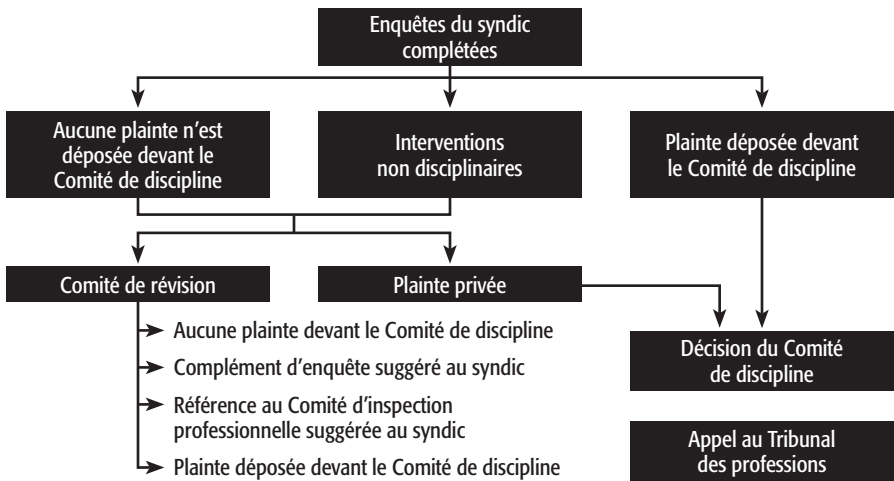 Enquêtes du syndic
complétées
Aucune plainte n’est
déposée devant le
Comité de discipline
Interventions
non disciplinaires
Plainte déposée devant
le Comité de discipline
Comité de révision
Plainte privée
Aucune plainte devant le Comité de discipline
Complément d’enquête suggéré au syndic
Référence au Comité d’inspection
professionnelle suggérée au syndic
Plainte déposée devant le Comité de discipline
Décision du Comité
de discipline
Appel au Tribunal
des professions